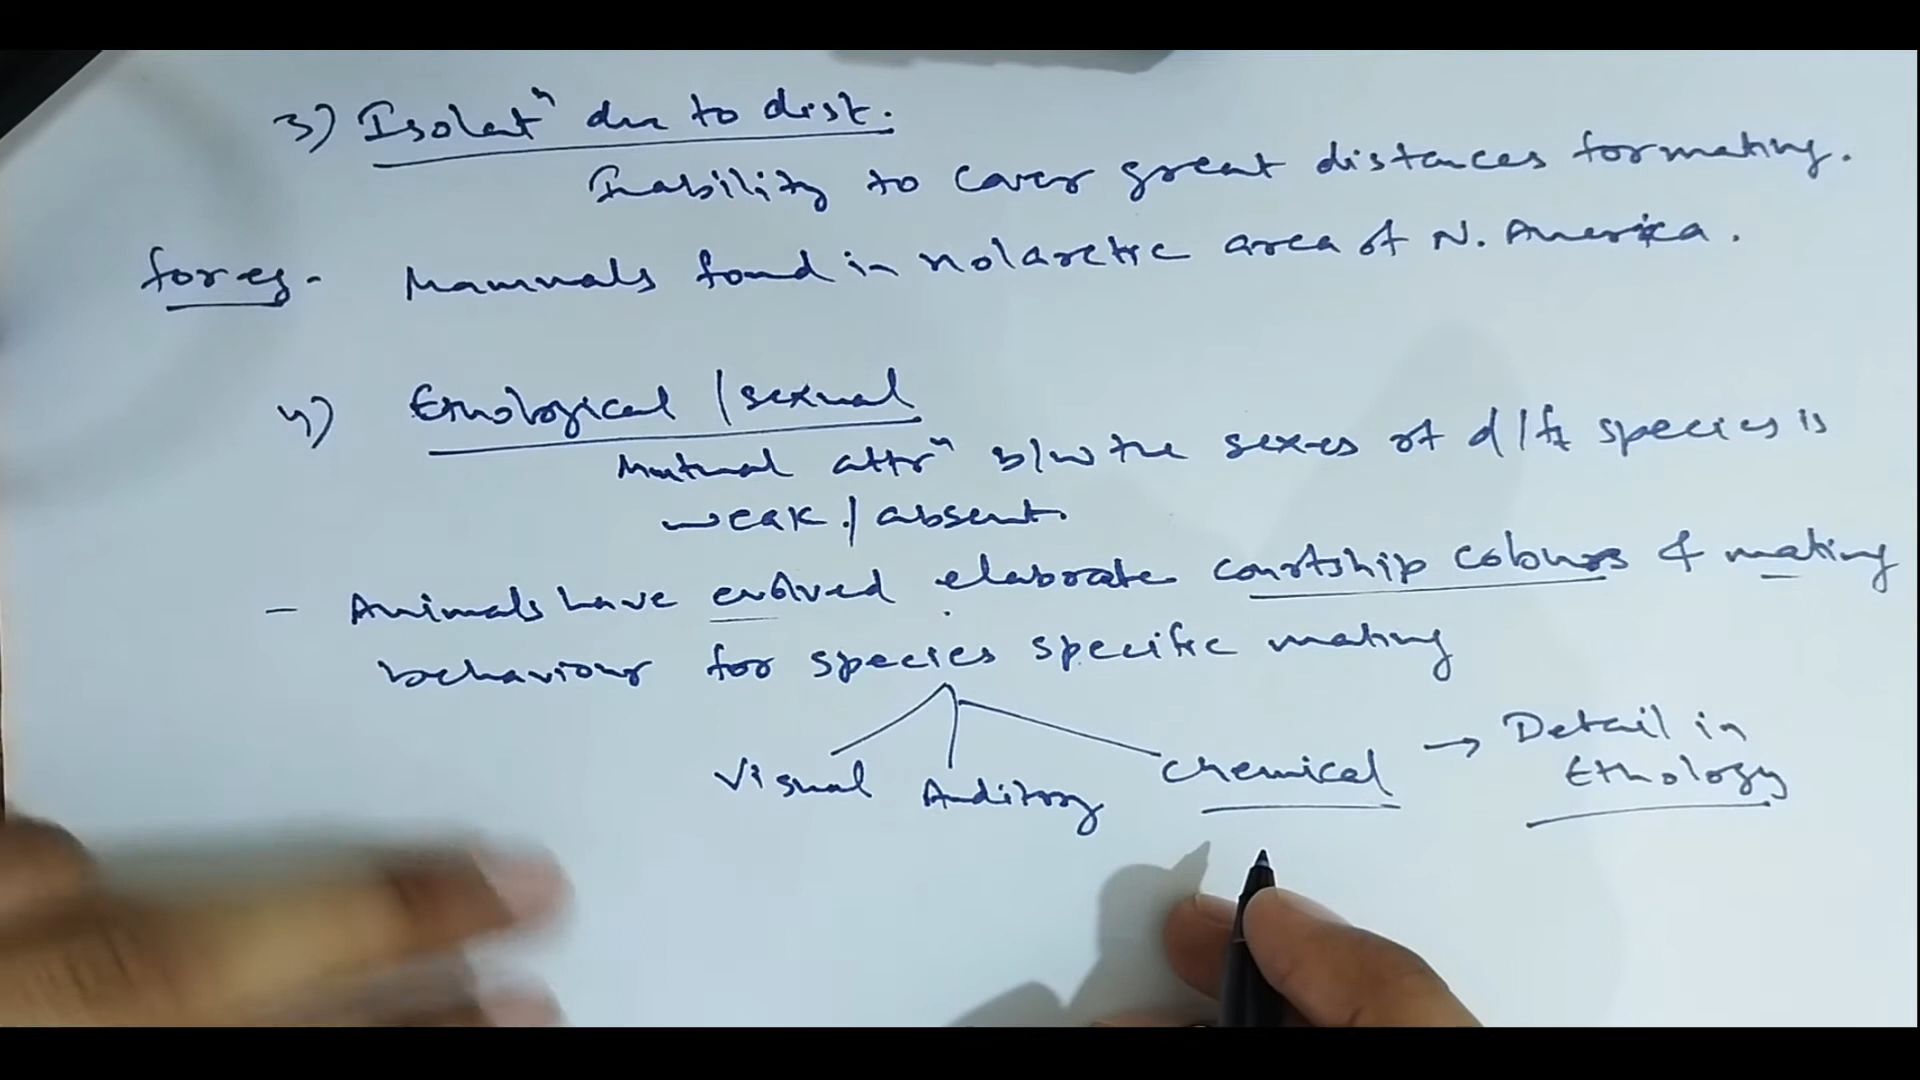 3) Isolatⁿ due to dist.
Inability to cover great distances for mating.
for eg. Mammals found in holarctic area of N. America.
4) Ethological / sexual
Mutual attrⁿ b/w the sexes of d/ft species is
weak / absent.
- Animals have evolved elaborate courtship colours & mating
behaviour for species specific mating
Visual Auditory Chemical → Detail in
Ethology